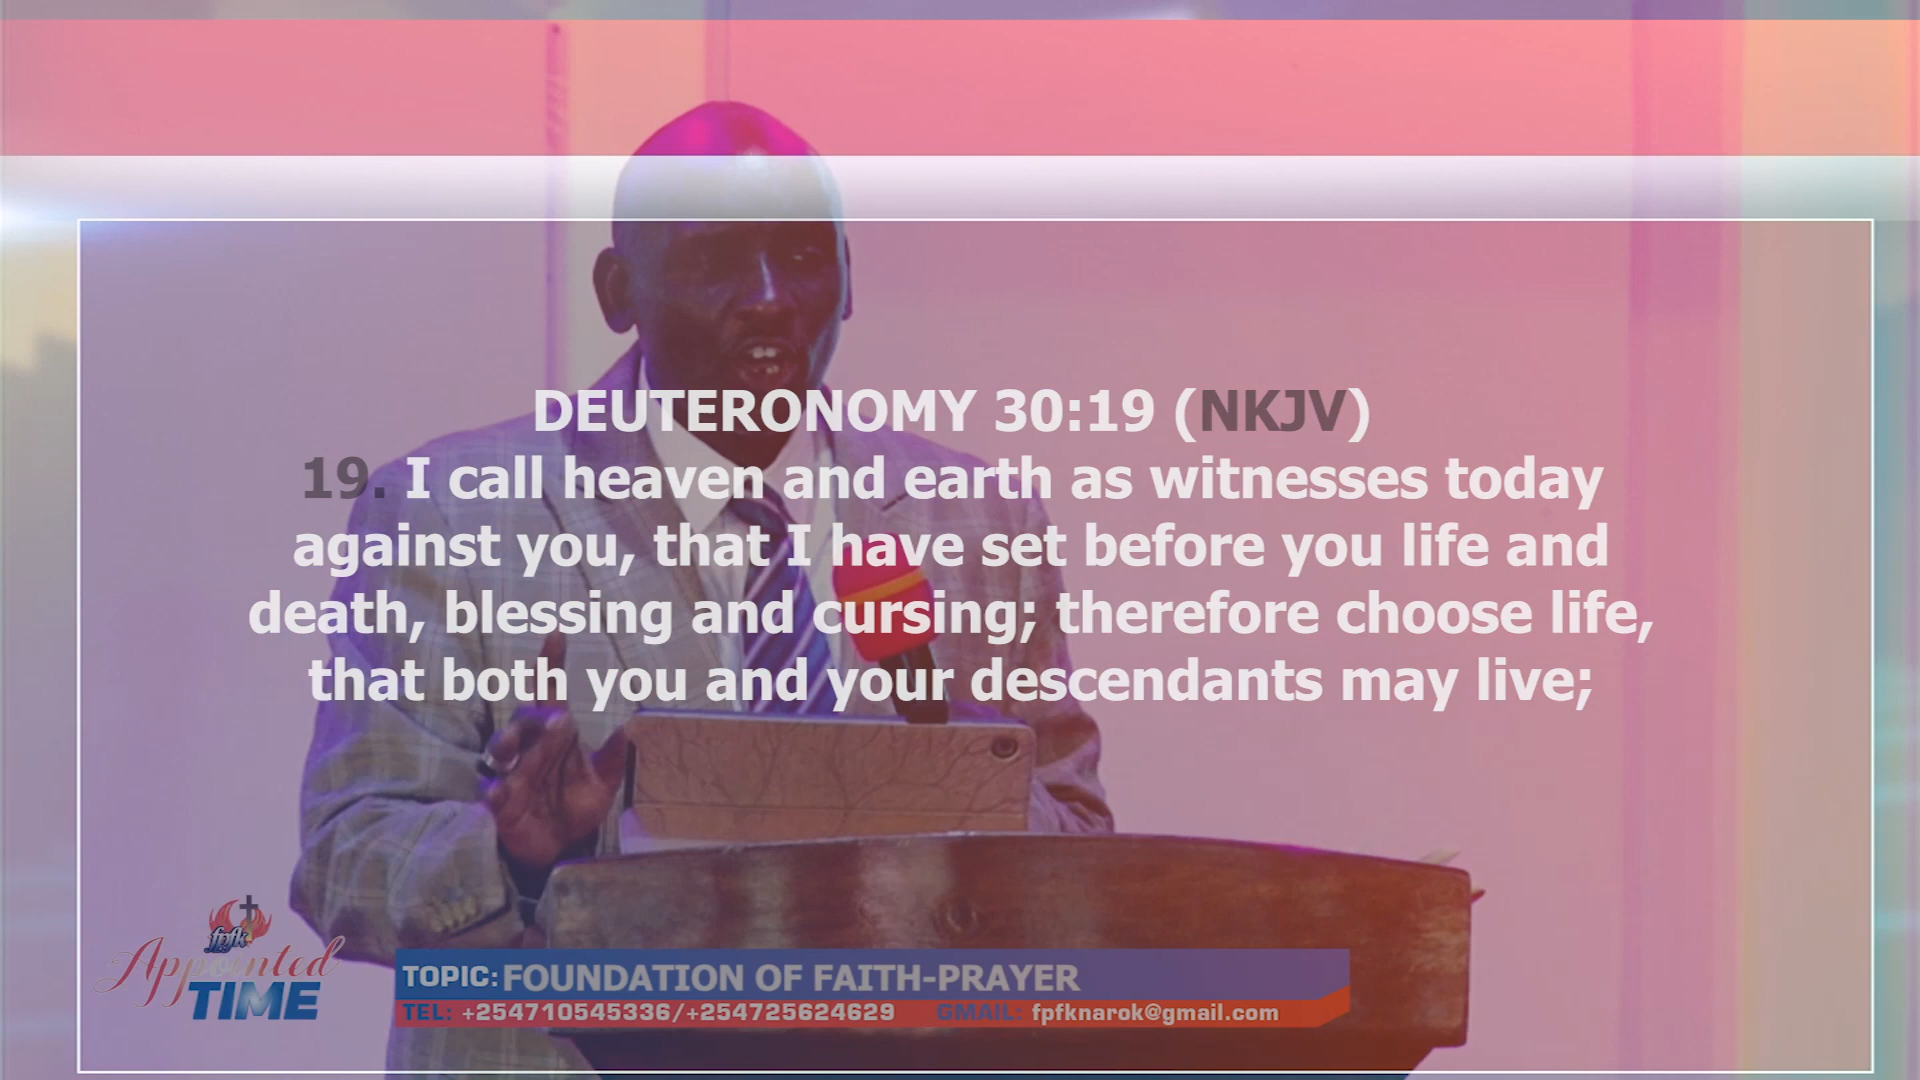 DEUTERONOMY 30:19 (NKJV)
19. I call heaven and earth as witnesses today
against you, that I have set before you life and
death, blessing and cursing; therefore choose life,
that both you and your descendants may live;
fpfk
Appointed
TIME
TOPIC: FOUNDATION OF FAITH-PRAYER
TEL: +254710545336/+254725624629 GMAIL: fpfknarok@gmail.com